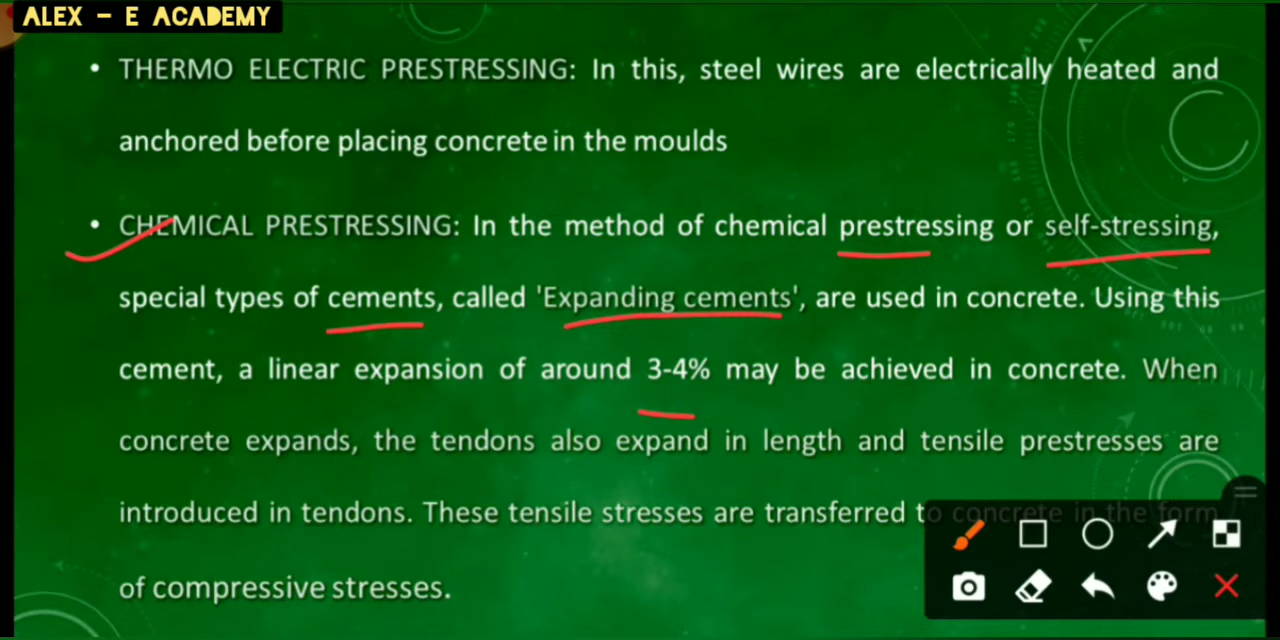 ALEX - E ACADEMY
• THERMO ELECTRIC PRESTRESSING: In this, steel wires are electrically heated and
anchored before placing concrete in the moulds
• CHEMICAL PRESTRESSING: In the method of chemical prestressing or self-stressing,
special types of cements, called 'Expanding cements', are used in concrete. Using this
cement, a linear expansion of around 3-4% may be achieved in concrete. When
concrete expands, the tendons also expand in length and tensile prestresses are
introduced in tendons. These tensile stresses are transferred to concrete in the form
of compressive stresses.